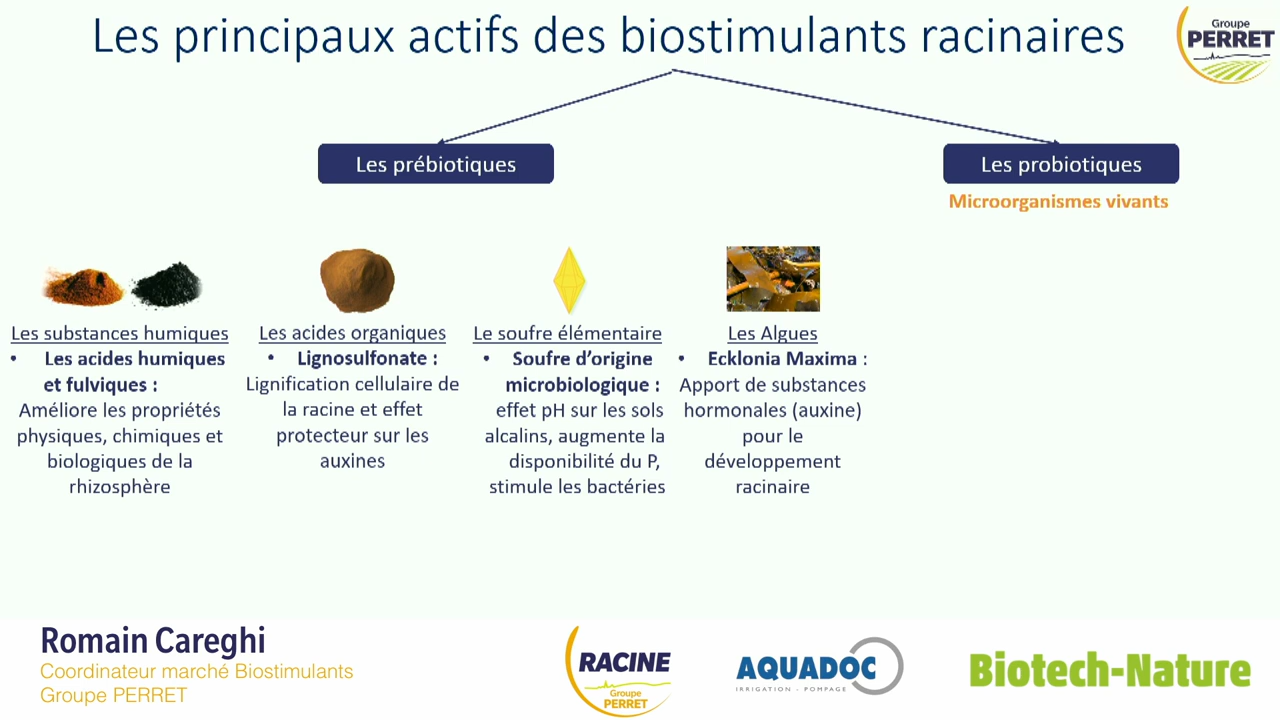 Les principaux actifs des biostimulants racinaires
Groupe
PERRET
Les prébiotiques
Les probiotiques
Microorganismes vivants
Les substances humiques
• Les acides humiques
et fulviques :
Améliore les propriétés
physiques, chimiques et
biologiques de la
rhizosphère
Les acides organiques
• Lignosulfonate :
Lignification cellulaire de
la racine et effet
protecteur sur les
auxines
Le soufre élémentaire
• Soufre d’origine
microbiologique :
effet pH sur les sols
alcalins, augmente la
disponibilité du P,
stimule les bactéries
Les Algues
• Ecklonia Maxima :
Apport de substances
hormonales (auxine)
pour le
développement
racinaire
Romain Careghi
Coordinateur marché Biostimulants
Groupe PERRET
RACINE
Groupe
PERRET
AQUADOC
IRRIGATION - POMPAGE
Biotech-Nature